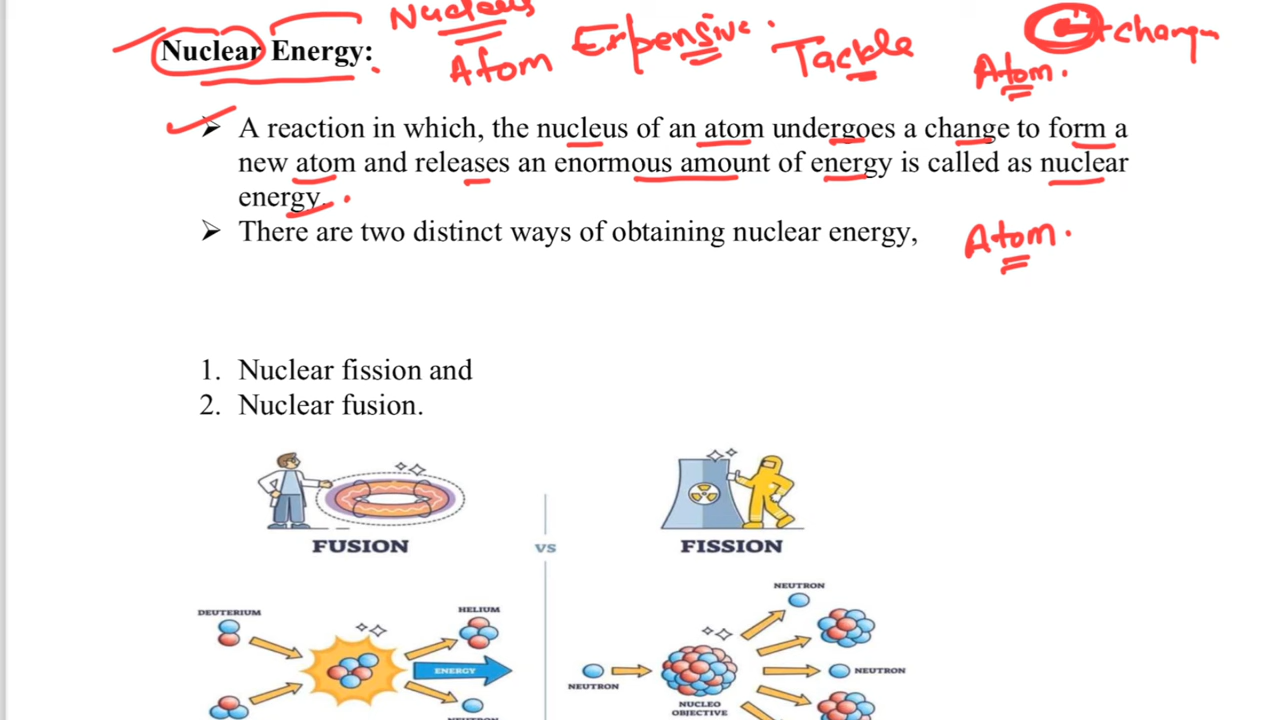 Nucleus
Atom
Expensive.
Tackle
Atom.
change
Nuclear Energy:
➢ A reaction in which, the nucleus of an atom undergoes a change to form a
new atom and releases an enormous amount of energy is called as nuclear
energy.
➢ There are two distinct ways of obtaining nuclear energy,
Atom.
1. Nuclear fission and
2. Nuclear fusion.
FUSION
VS
FISSION
DEUTERIUM
HELIUM
ENERGY
NEUTRON
NEUTRON
NEUTRON
NUCLEO
OBJECTIVE